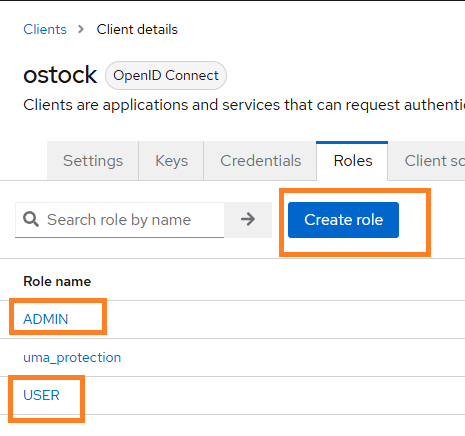 Clients > Client details
ostock OpenID Connect
Clients are applications and services that can request authenti
Settings Keys Credentials Roles Client sc
Search role by name Create role
Role name
ADMIN
uma_protection
USER